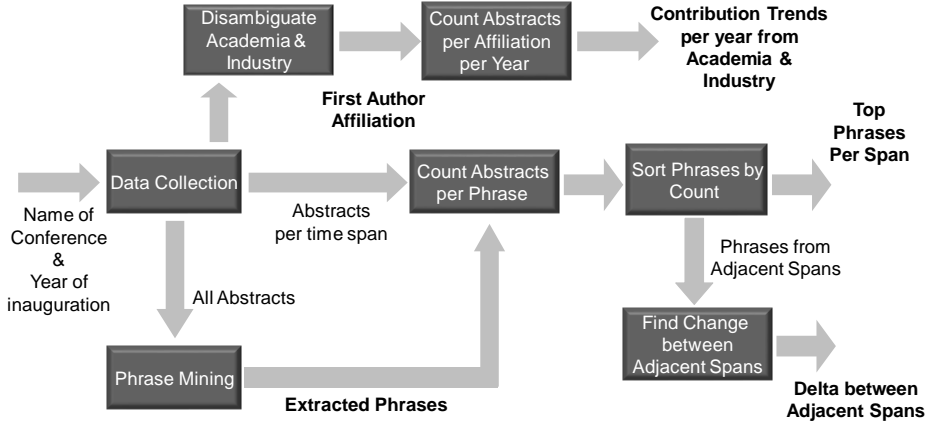 Disambiguate
Academia &
Industry
Count Abstracts
per Affiliation
per Year
Contribution Trends
per year from
Academia &
Industry
First Author
Affiliation
Top
Phrases
Per Span
Data Collection
Count Abstracts
per Phrase
Sort Phrases by
Count
Name of
Conference
&
Year of
inauguration
Abstracts
per time span
Phrases from
Adjacent Spans
All Abstracts
Find Change
between
Adjacent Spans
Phrase Mining
Extracted Phrases
Delta between
Adjacent Spans